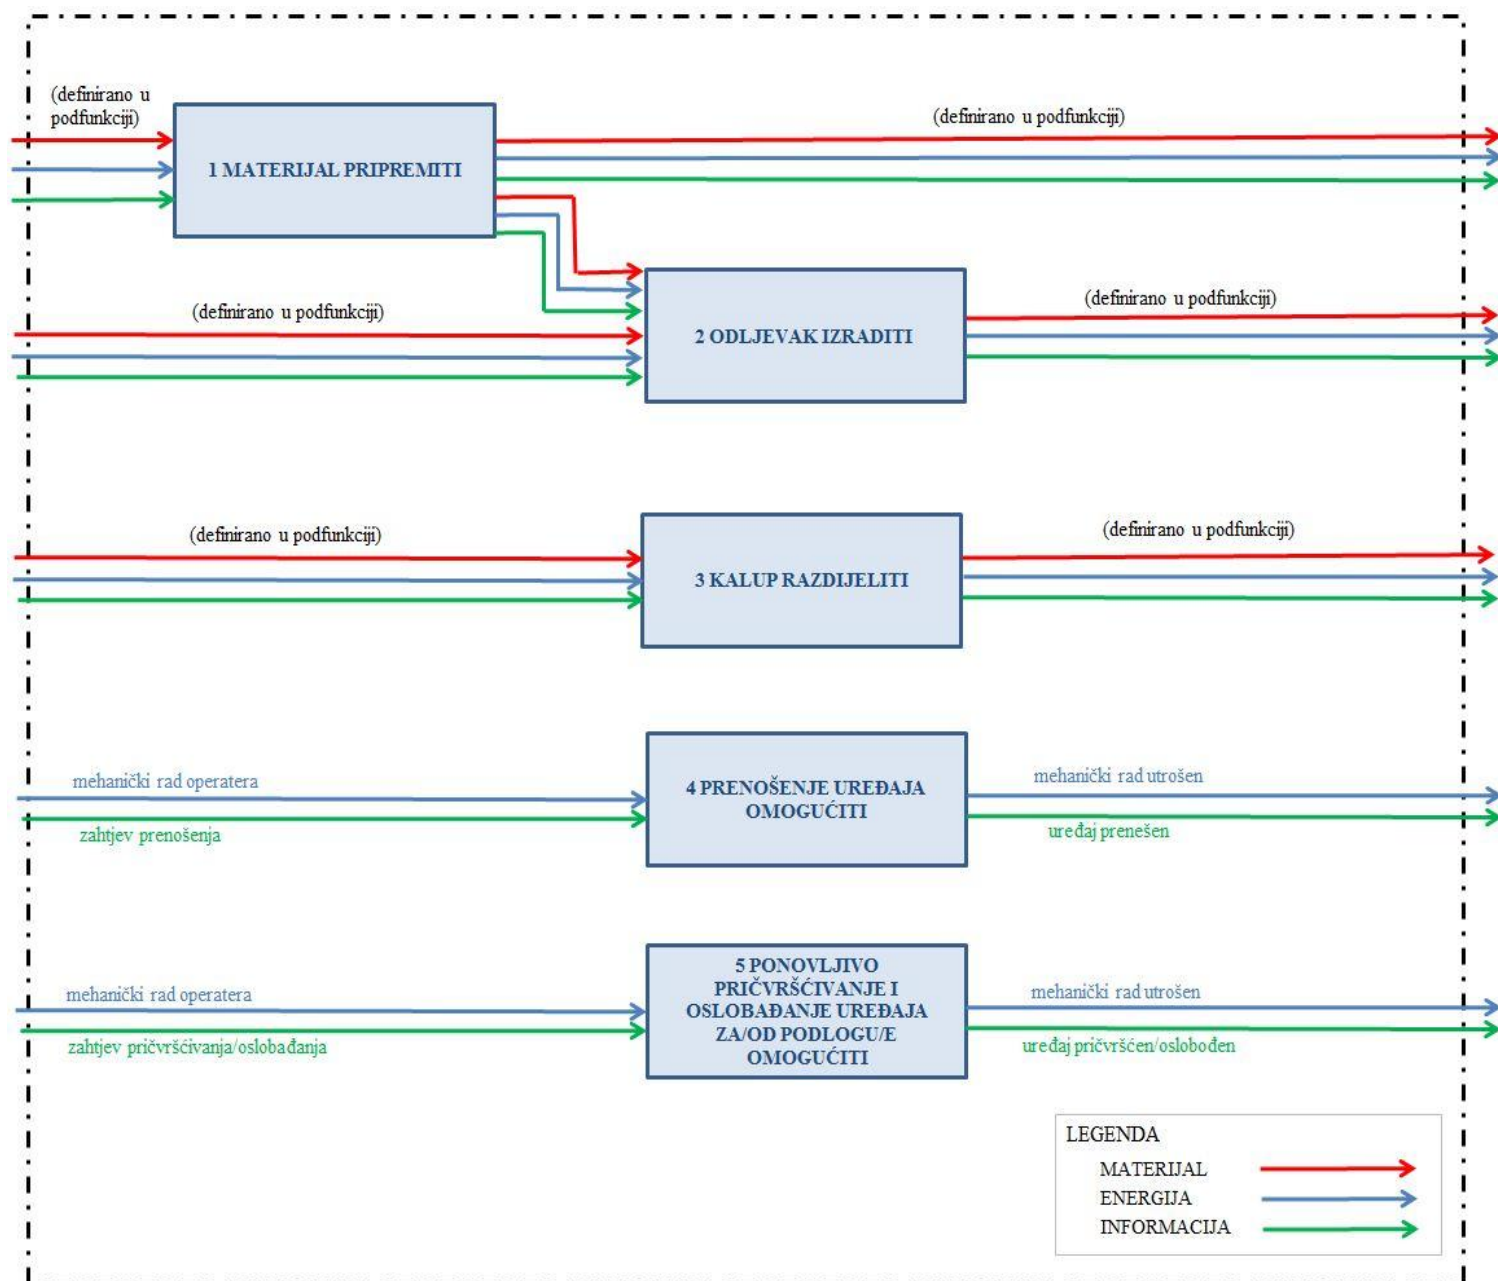 (definirano u
podfunkciji)
1 MATERIJAL PRIPREMITI
(definirano u podfunkciji)
(definirano u podfunkciji)
2 ODLJEVAK IZRADITI
(definirano u podfunkciji)
(definirano u podfunkciji)
3 KALUP RAZDIJELITI
(definirano u podfunkciji)
mehanički rad operatera
zahtjev prenošenja
4 PRENOŠENJE UREĐAJA
OMOGUĆITI
mehanički rad utrošen
uređaj prenešen
mehanički rad operatera
zahtjev pričvršćivanja/oslobađanja
5 PONOVLJIVO
PRIČVRŠĆIVANJE I
OSLOBAĐANJE UREĐAJA
ZA/OD PODLOGU/E
OMOGUĆITI
mehanički rad utrošen
uređaj pričvršćen/oslobođen
LEGENDA
MATERIJAL
ENERGIJA
INFORMACIJA